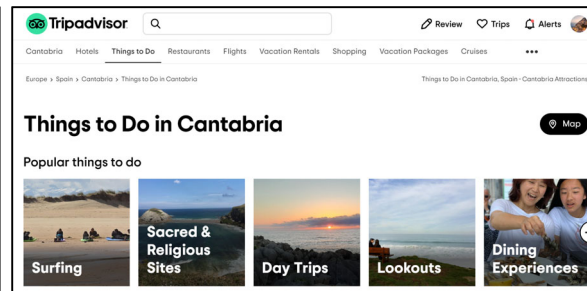 Tripadvisor
Review
Trips
Alerts
Cantabria Hotels Things to Do Restaurants Flights Vacation Rentals Shopping Vacation Packages Cruises •••
Europe > Spain > Cantabria > Things to Do in Cantabria
Things to Do in Cantabria, Spain - Cantabria Attractions
Things to Do in Cantabria
Map
Popular things to do
Surfing
Sacred &
Religious
Sites
Day Trips
Lookouts
Dining
Experiences